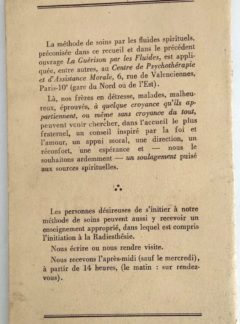 La méthode de soins par les fluides spirituels,
préconisée dans ce recueil et dans le précédent
ouvrage La Guérison par les Fluides, est appli-
quée, entre autres, au Centre de Psychothérapie
et d'Assistance Morale, 6, rue de Valenciennes,
Paris-10e (gare du Nord ou de l'Est).
Là, nos frères en détresse, malades, malheu-
reux, éprouvés, à quelque croyance qu'ils ap-
partiennent, ou même sans croyance du tout,
peuvent venir chercher, dans l'accueil le plus
fraternel, un conseil inspiré par la foi et
l'amour, un appui moral, une direction, un
réconfort, une espérance et — nous le
souhaitons ardemment — un soulagement puisé
aux sources spirituelles.
Les personnes désireuses de s'initier à notre
méthode de soins peuvent aussi y recevoir un
enseignement approprié, dans lequel est compris
l'initiation à la Radiesthésie.
Nous écrire ou nous rendre visite.
Nous recevons l'après-midi (sauf le mercredi),
à partir de 14 heures, (le matin : sur rendez-
vous).